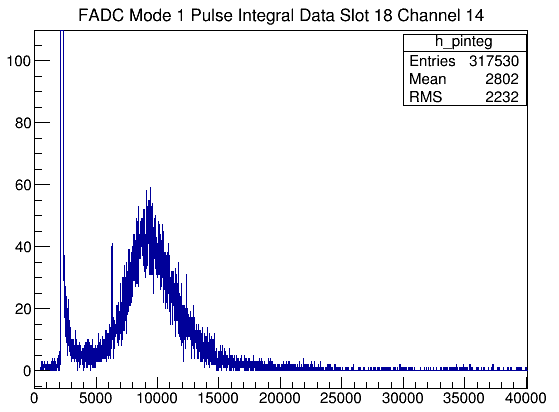 FADC Mode 1 Pulse Integral Data Slot 18 Channel 14
h_pinteg
Entries 317530
Mean 2802
RMS 2232
100
80
60
40
20
0
0 5000 10000 15000 20000 25000 30000 35000 40000